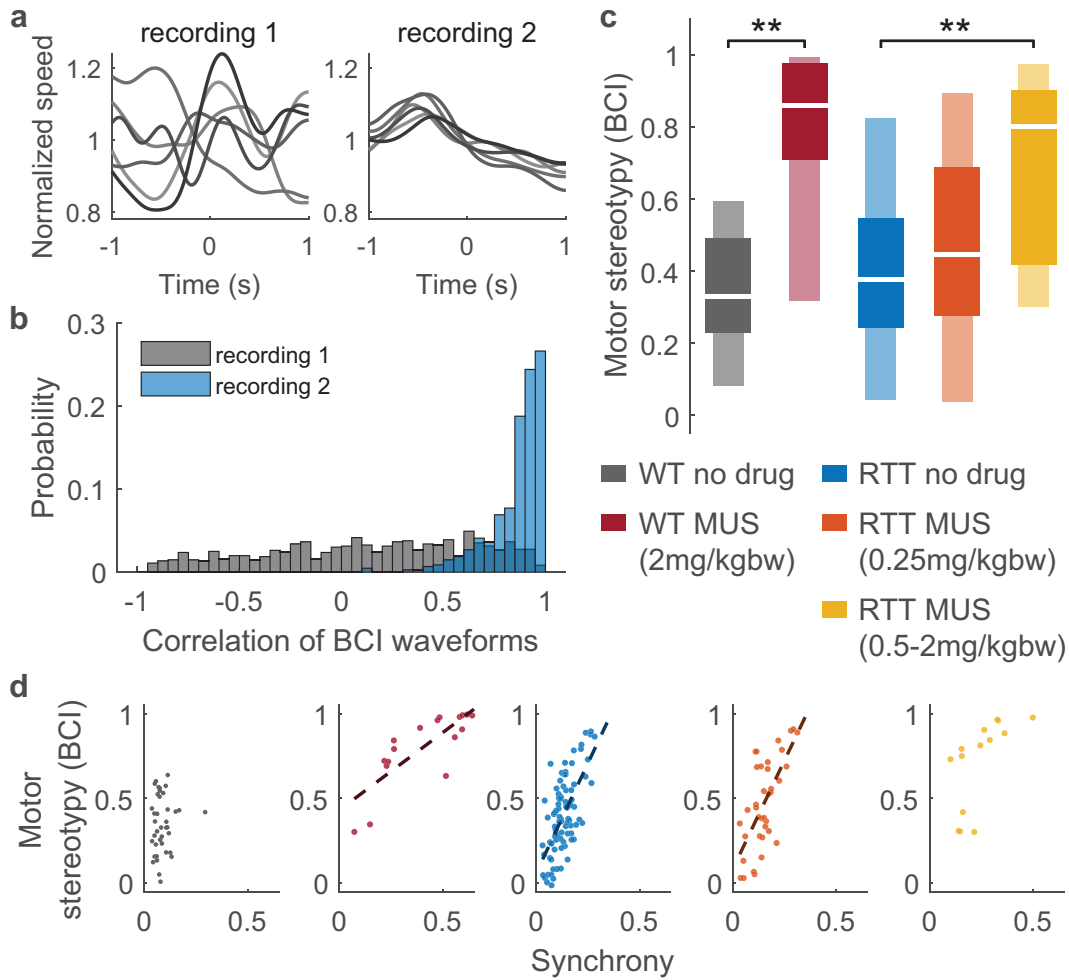 a
recording 1
recording 2
Normalized speed
1.2
1
0.8
-1
0
1
Time (s)
1.2
1
0.8
-1
0
1
Time (s)
b
recording 1
recording 2
Probability
0.3
0.2
0.1
0
-1
-0.5
0
0.5
1
Correlation of BCI waveforms
c
**
**
Motor stereotypy (BCI)
1
0.8
0.6
0.4
0.2
0
WT no drug
WT MUS
(2mg/kgbw)
RTT no drug
RTT MUS
(0.25mg/kgbw)
RTT MUS
(0.5-2mg/kgbw)
d
Motor
stereotypy (BCI)
1
0.5
0
0
0.5
1
0.5
0
0
0.5
1
0.5
0
0
0.5
1
0.5
0
0
0.5
1
0.5
0
0
0.5
Synchrony